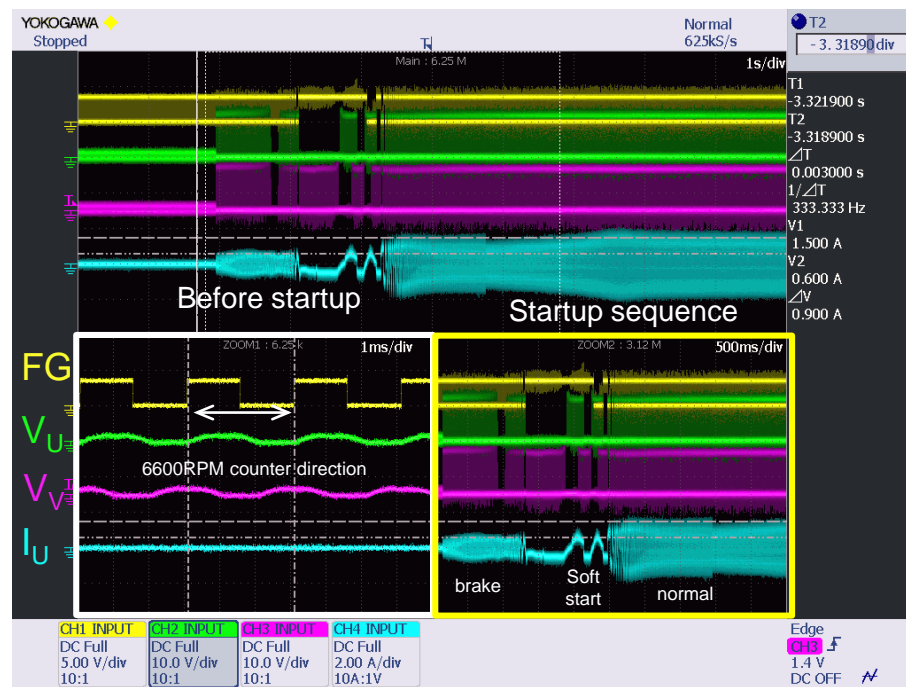 YOKOGAWA
Stopped
Normal
625kS/s
T2
-3.31890div
Main : 6.25 M
1s/div
T1
-3.321900 s
T2
-3.318900 s
⊿T
0.003000 s
1/⊿T
333.333 Hz
V1
1.500 A
V2
0.600 A
⊿V
0.900 A
Before startup
Startup sequence
ZOOM1 : 6.25 k
1ms/div
ZOOM2 : 3.12 M
500ms/div
FG
VU
6600RPM counter direction
VV
IU
brake
Soft
start
normal
CH1 INPUT
DC Full
5.00 V/div
10:1
CH2 INPUT
DC Full
10.0 V/div
10:1
CH3 INPUT
DC Full
10.0 V/div
10:1
CH4 INPUT
DC Full
2.00 A/div
10A:1V
Edge
CH3
1.4 V
DC OFF